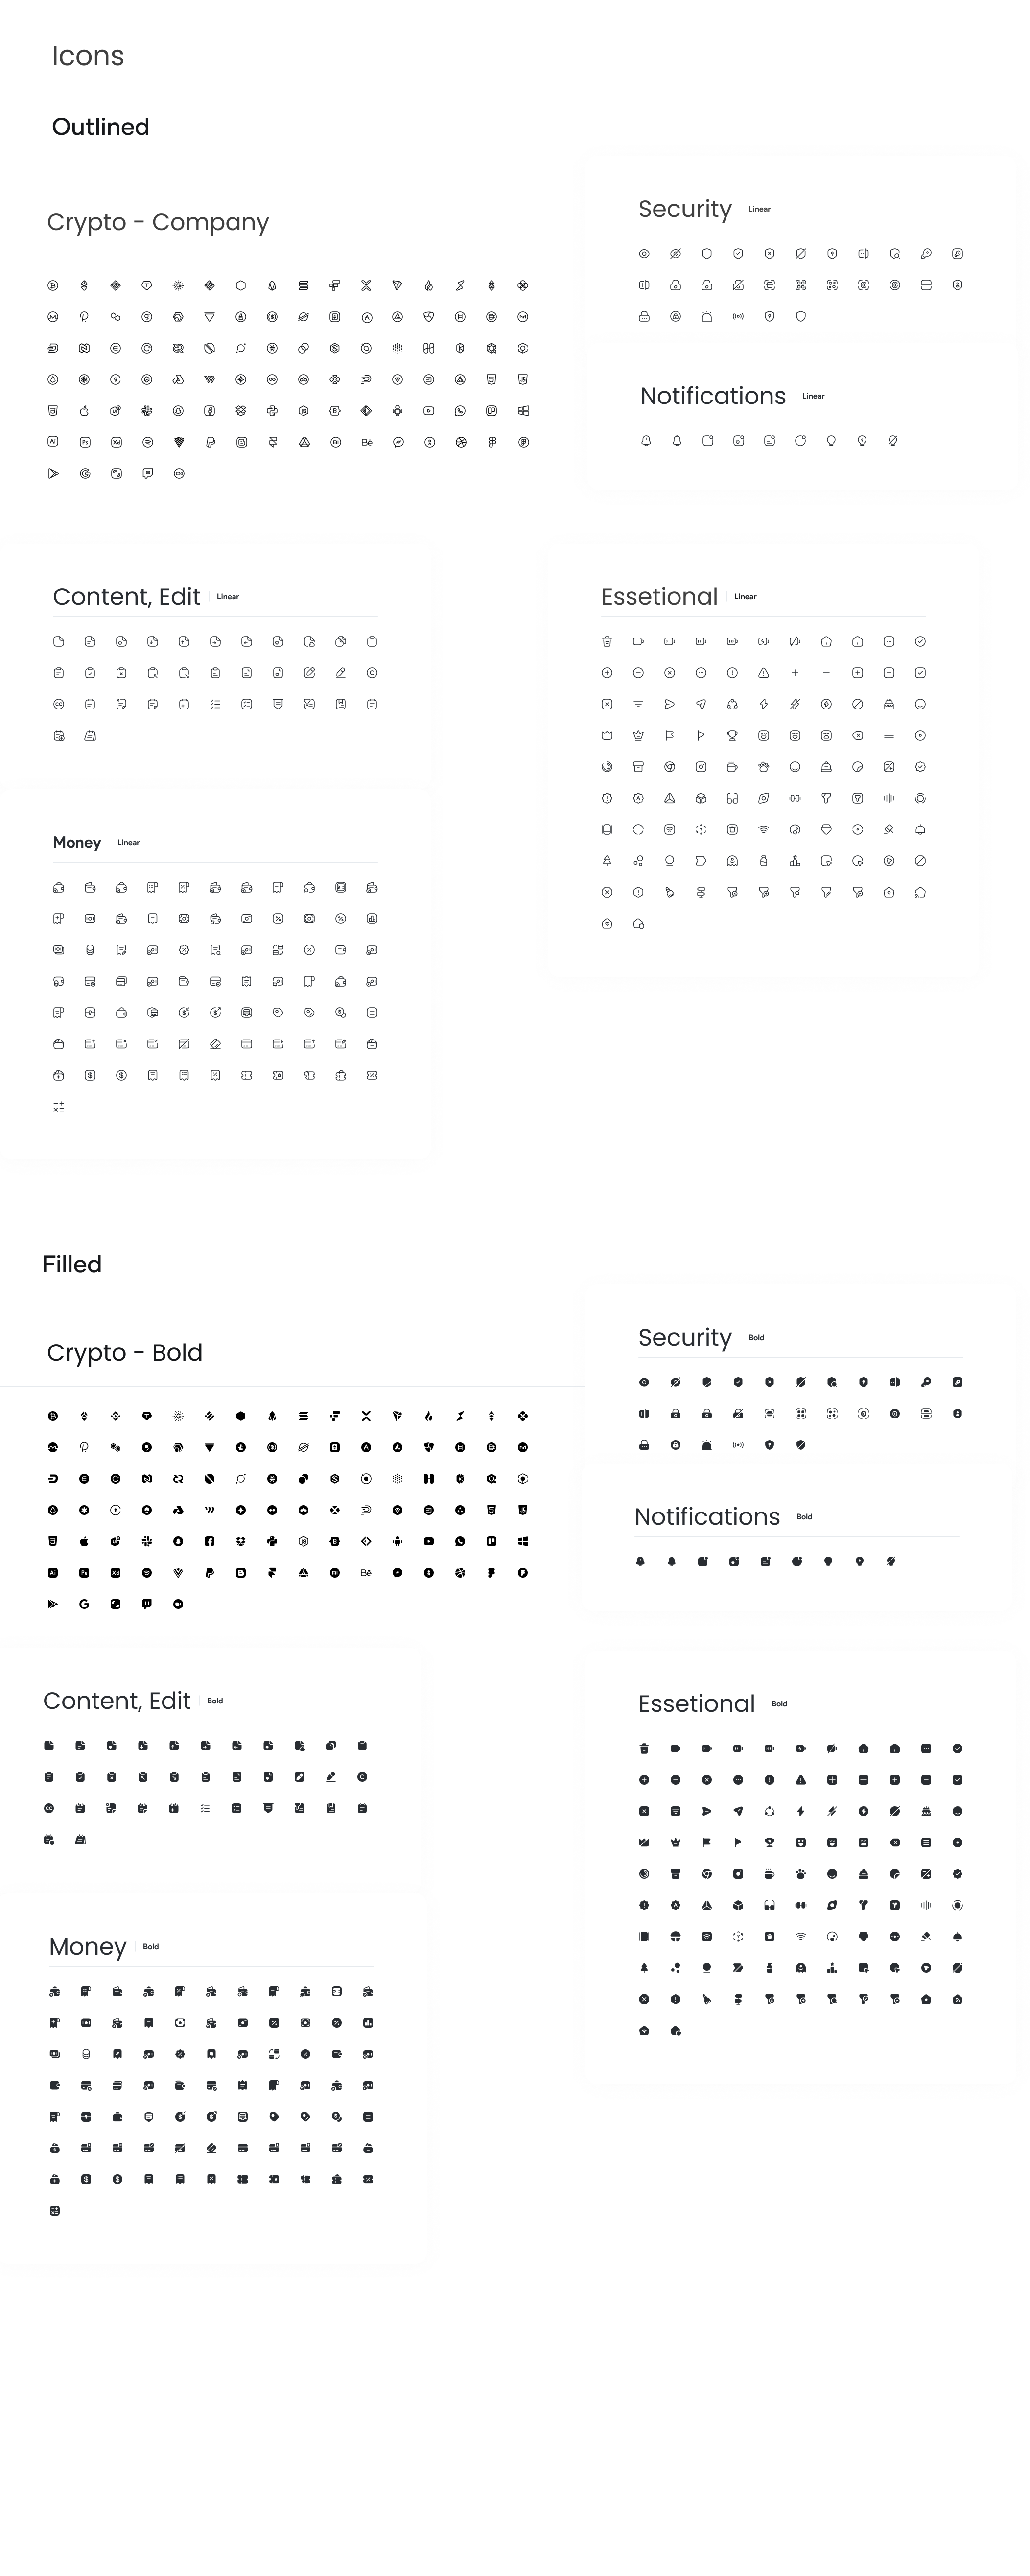 Icons
Outlined
Crypto - Company
Security Linear
Notifications Linear
Content, Edit Linear
Essetional Linear
Money Linear
Filled
Crypto - Bold
Security Bold
Notifications Bold
Content, Edit Bold
Essetional Bold
Money Bold